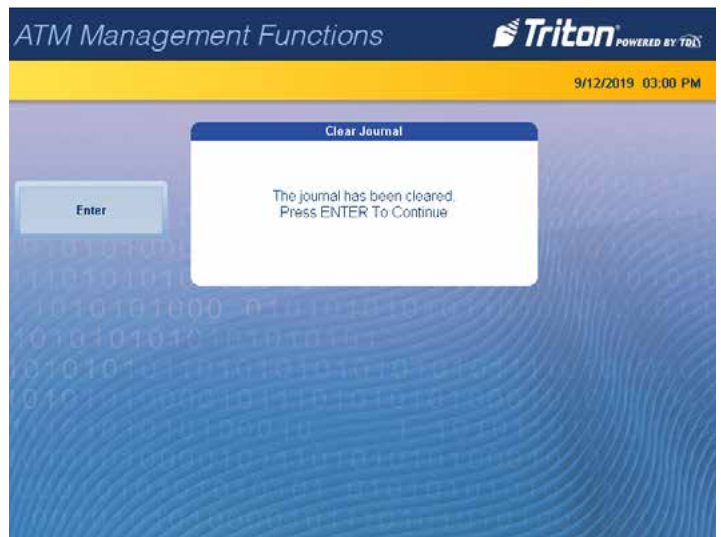 ATM Management Functions
Triton POWERED BY TDL
9/12/2019 03:00 PM
Clear Journal
The journal has been cleared.
Press ENTER To Continue
Enter